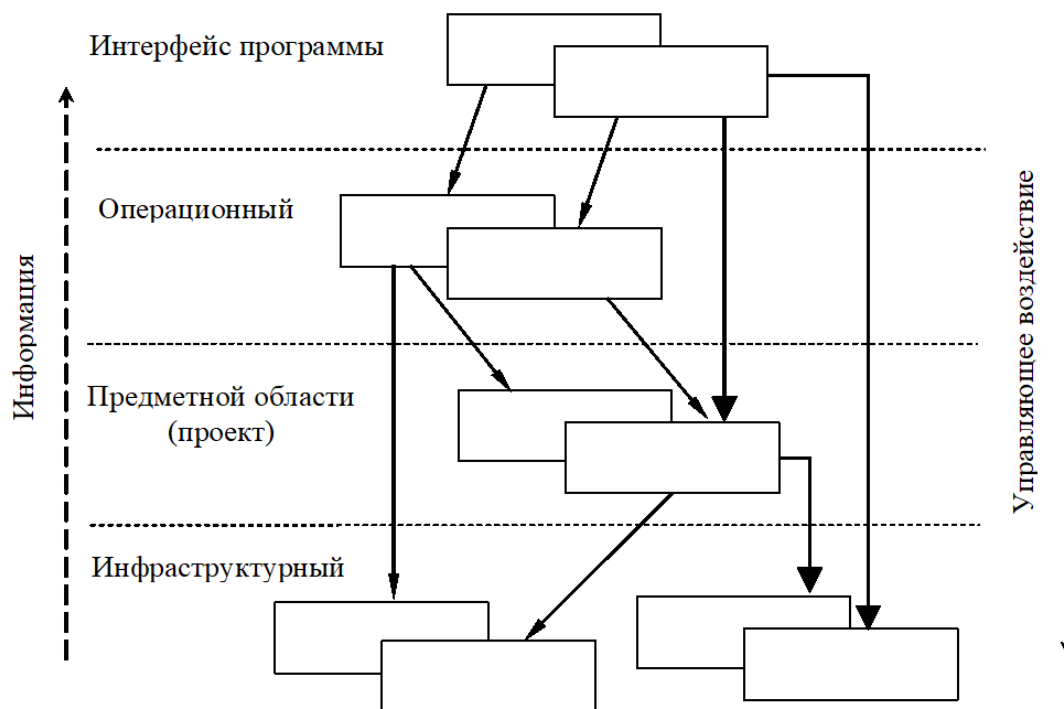 Интерфейс программы
Операционный
Предметной области
(проект)
Инфраструктурный
Информация
Управляющее воздействие